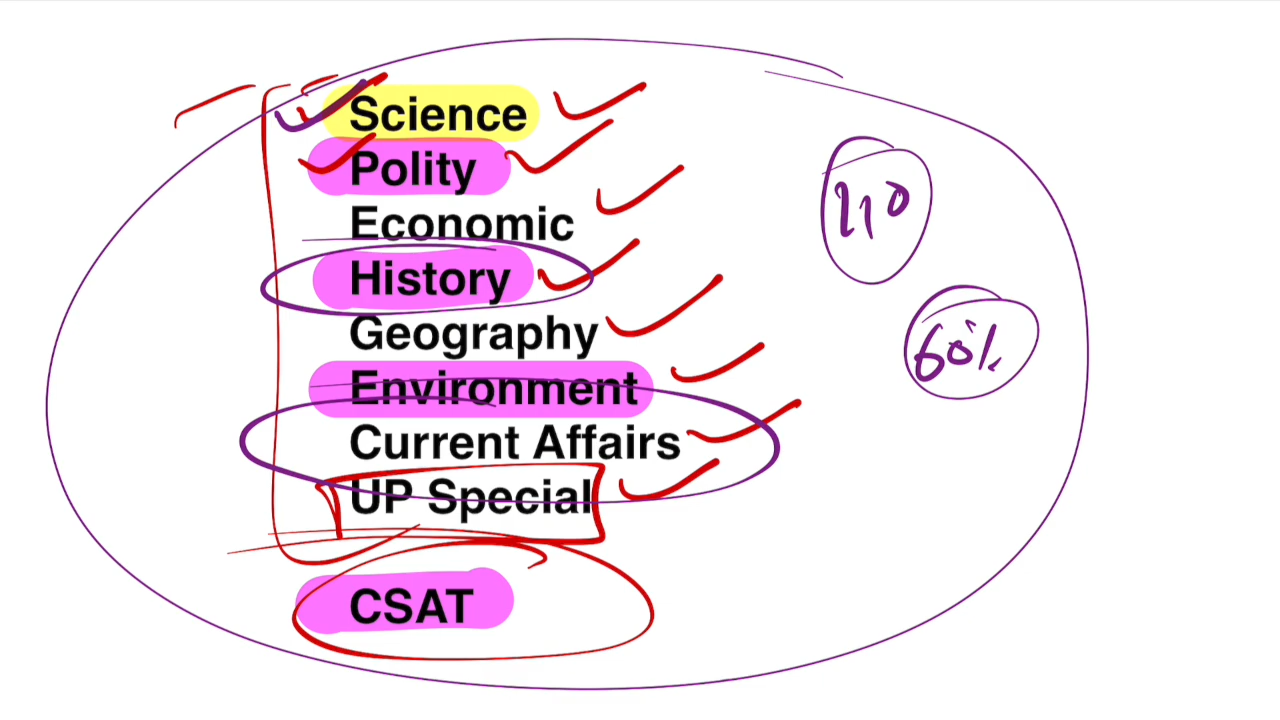 Science
Polity
Economic
History
Geography
Environment
Current Affairs
UP Special
CSAT
210
60%